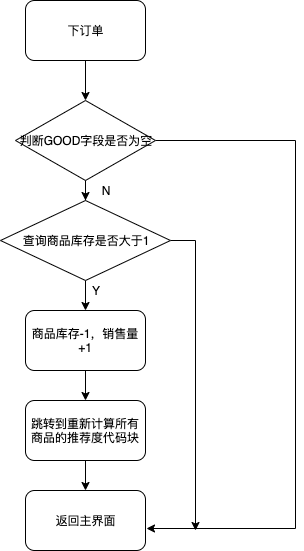 下订单
判断GOOD字段是否为空
N
查询商品库存是否大于1
Y
商品库存-1，销售量
+1
跳转到重新计算所有
商品的推荐度代码块
返回主界面